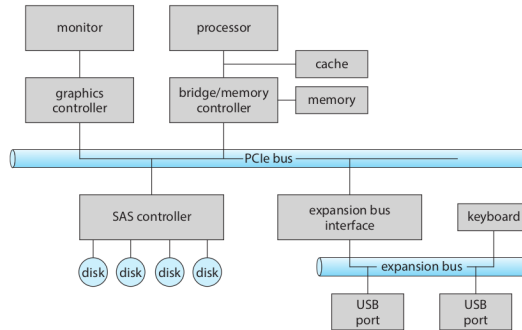 monitor
processor
cache
graphics
controller
bridge/memory
controller
memory
PCIe bus
SAS controller
expansion bus
interface
keyboard
disk
disk
disk
disk
expansion bus
USB
port
USB
port